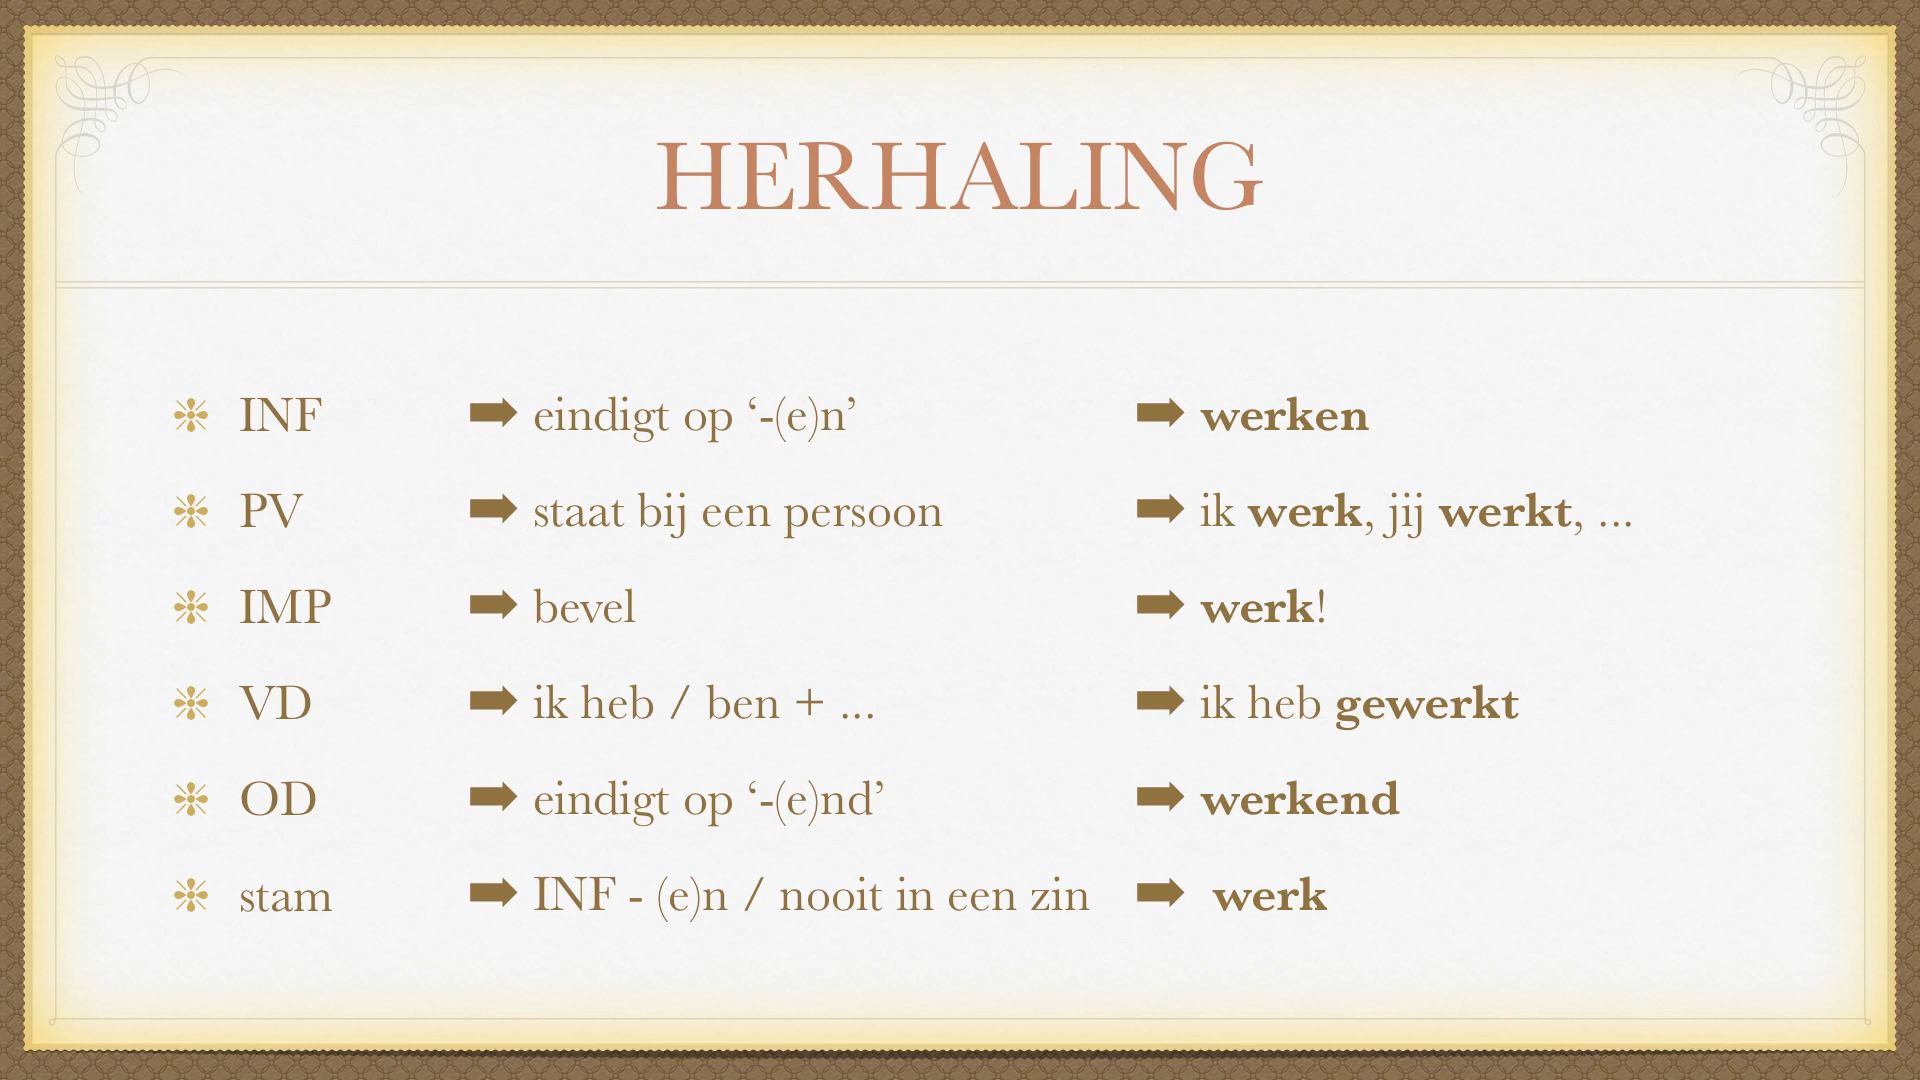 HERHALING
❉ INF ➡ eindigt op ‘-(e)n’ ➡ werken
❉ PV ➡ staat bij een persoon ➡ ik werk, jij werkt, ...
❉ IMP ➡ bevel ➡ werk!
❉ VD ➡ ik heb / ben + ... ➡ ik heb gewerkt
❉ OD ➡ eindigt op ‘-(e)nd’ ➡ werkend
❉ stam ➡ INF - (e)n / nooit in een zin ➡ werk